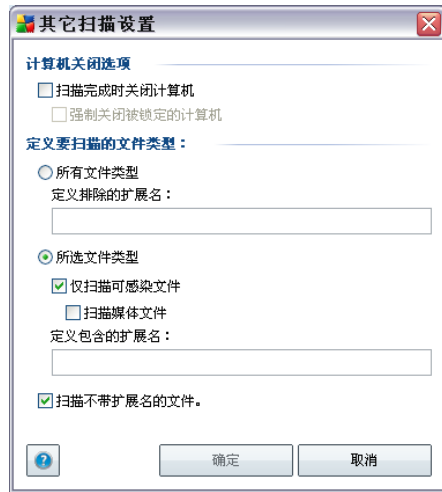 其它扫描设置
计算机关闭选项
扫描完成时关闭计算机
强制关闭被锁定的计算机
定义要扫描的文件类型：
所有文件类型
定义排除的扩展名：
所选文件类型
仅扫描可感染文件
扫描媒体文件
定义包含的扩展名：
扫描不带扩展名的文件。
确定
取消